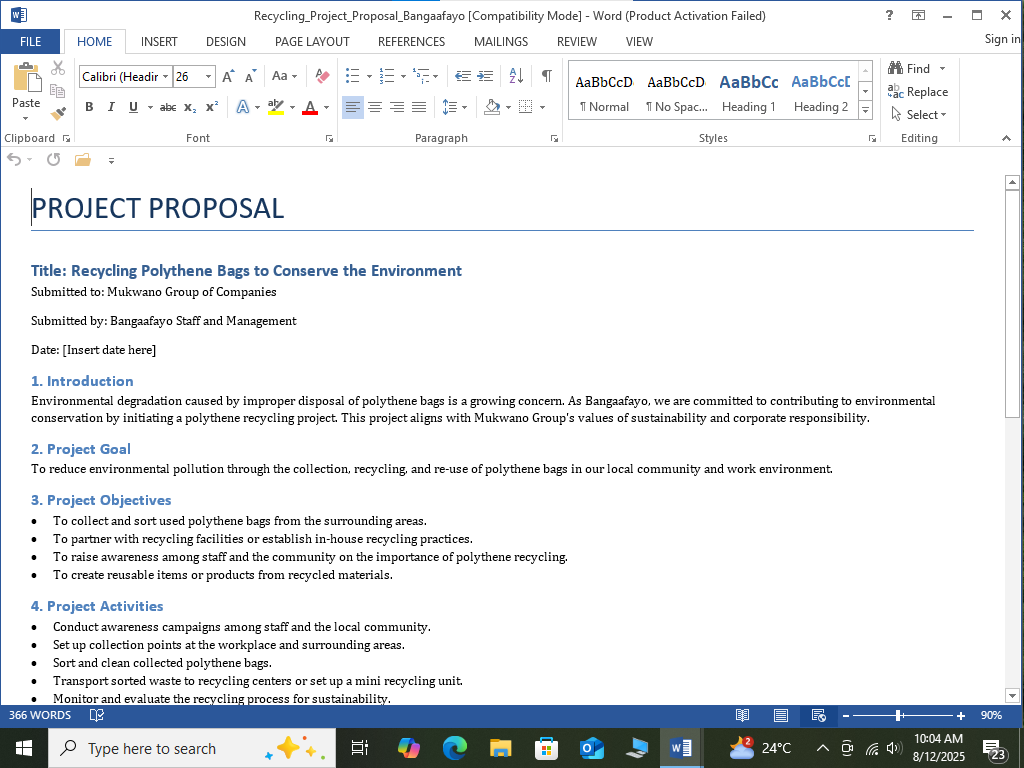 Recycling_Project_Proposal_Bangaafayo [Compatibility Mode] - Word (Product Activation Failed)
FILE HOME INSERT DESIGN PAGE LAYOUT REFERENCES MAILINGS REVIEW VIEW Sign in
Paste
Calibri (Headir 26
Aa
B I U abc x₂ x²
A
AaBbCcD AaBbCcD AaBbCc AaBbCcD
¶ Normal ¶ No Spac... Heading 1 Heading 2
Find
Replace
Select
Clipboard Font Paragraph Styles Editing
PROJECT PROPOSAL
Title: Recycling Polythene Bags to Conserve the Environment
Submitted to: Mukwano Group of Companies
Submitted by: Bangaafayo Staff and Management
Date: [Insert date here]
1. Introduction
Environmental degradation caused by improper disposal of polythene bags is a growing concern. As Bangaafayo, we are committed to contributing to environmental
conservation by initiating a polythene recycling project. This project aligns with Mukwano Group's values of sustainability and corporate responsibility.
2. Project Goal
To reduce environmental pollution through the collection, recycling, and re-use of polythene bags in our local community and work environment.
3. Project Objectives
• To collect and sort used polythene bags from the surrounding areas.
• To partner with recycling facilities or establish in-house recycling practices.
• To raise awareness among staff and the community on the importance of polythene recycling.
• To create reusable items or products from recycled materials.
4. Project Activities
• Conduct awareness campaigns among staff and the local community.
• Set up collection points at the workplace and surrounding areas.
• Sort and clean collected polythene bags.
• Transport sorted waste to recycling centers or set up a mini recycling unit.
• Monitor and evaluate the recycling process for sustainability.
366 WORDS 90%
Type here to search
2
24°C
10:04 AM
8/12/2025
23